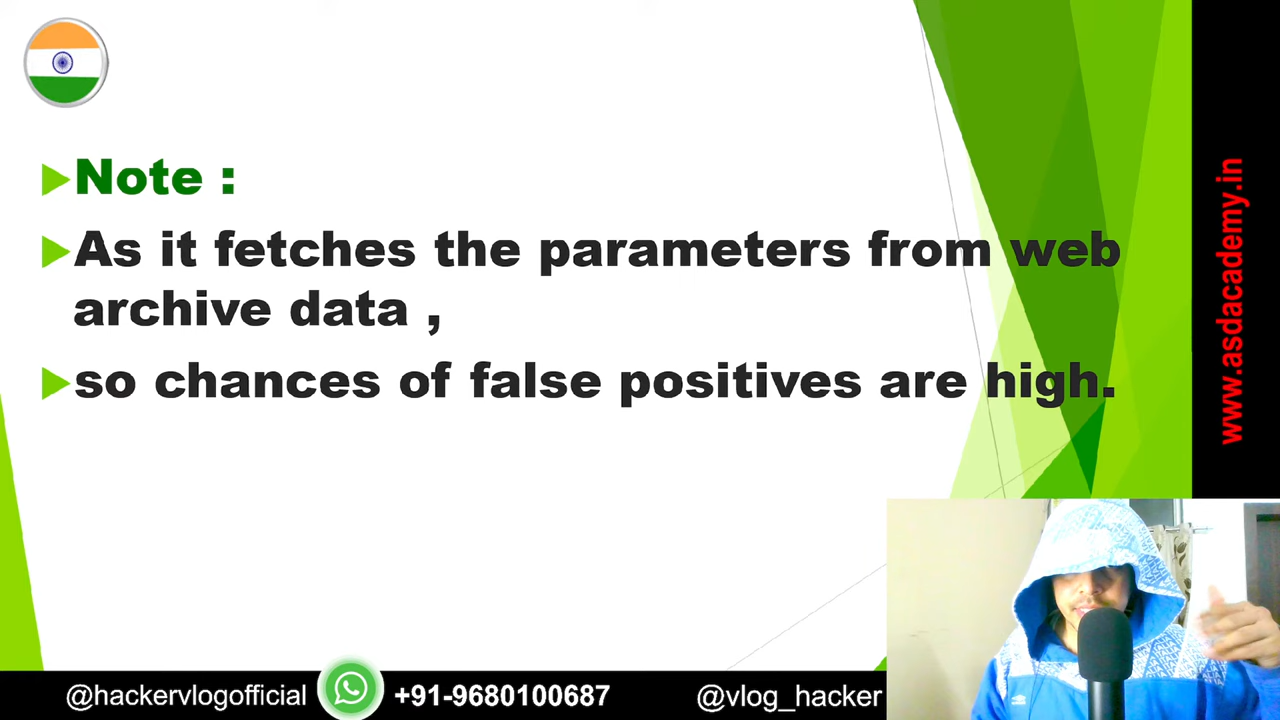 Note :
As it fetches the parameters from web
archive data ,
so chances of false positives are high.
www.asdacademy.in
@hackervlogofficial
+91-9680100687
@vlog_hacker